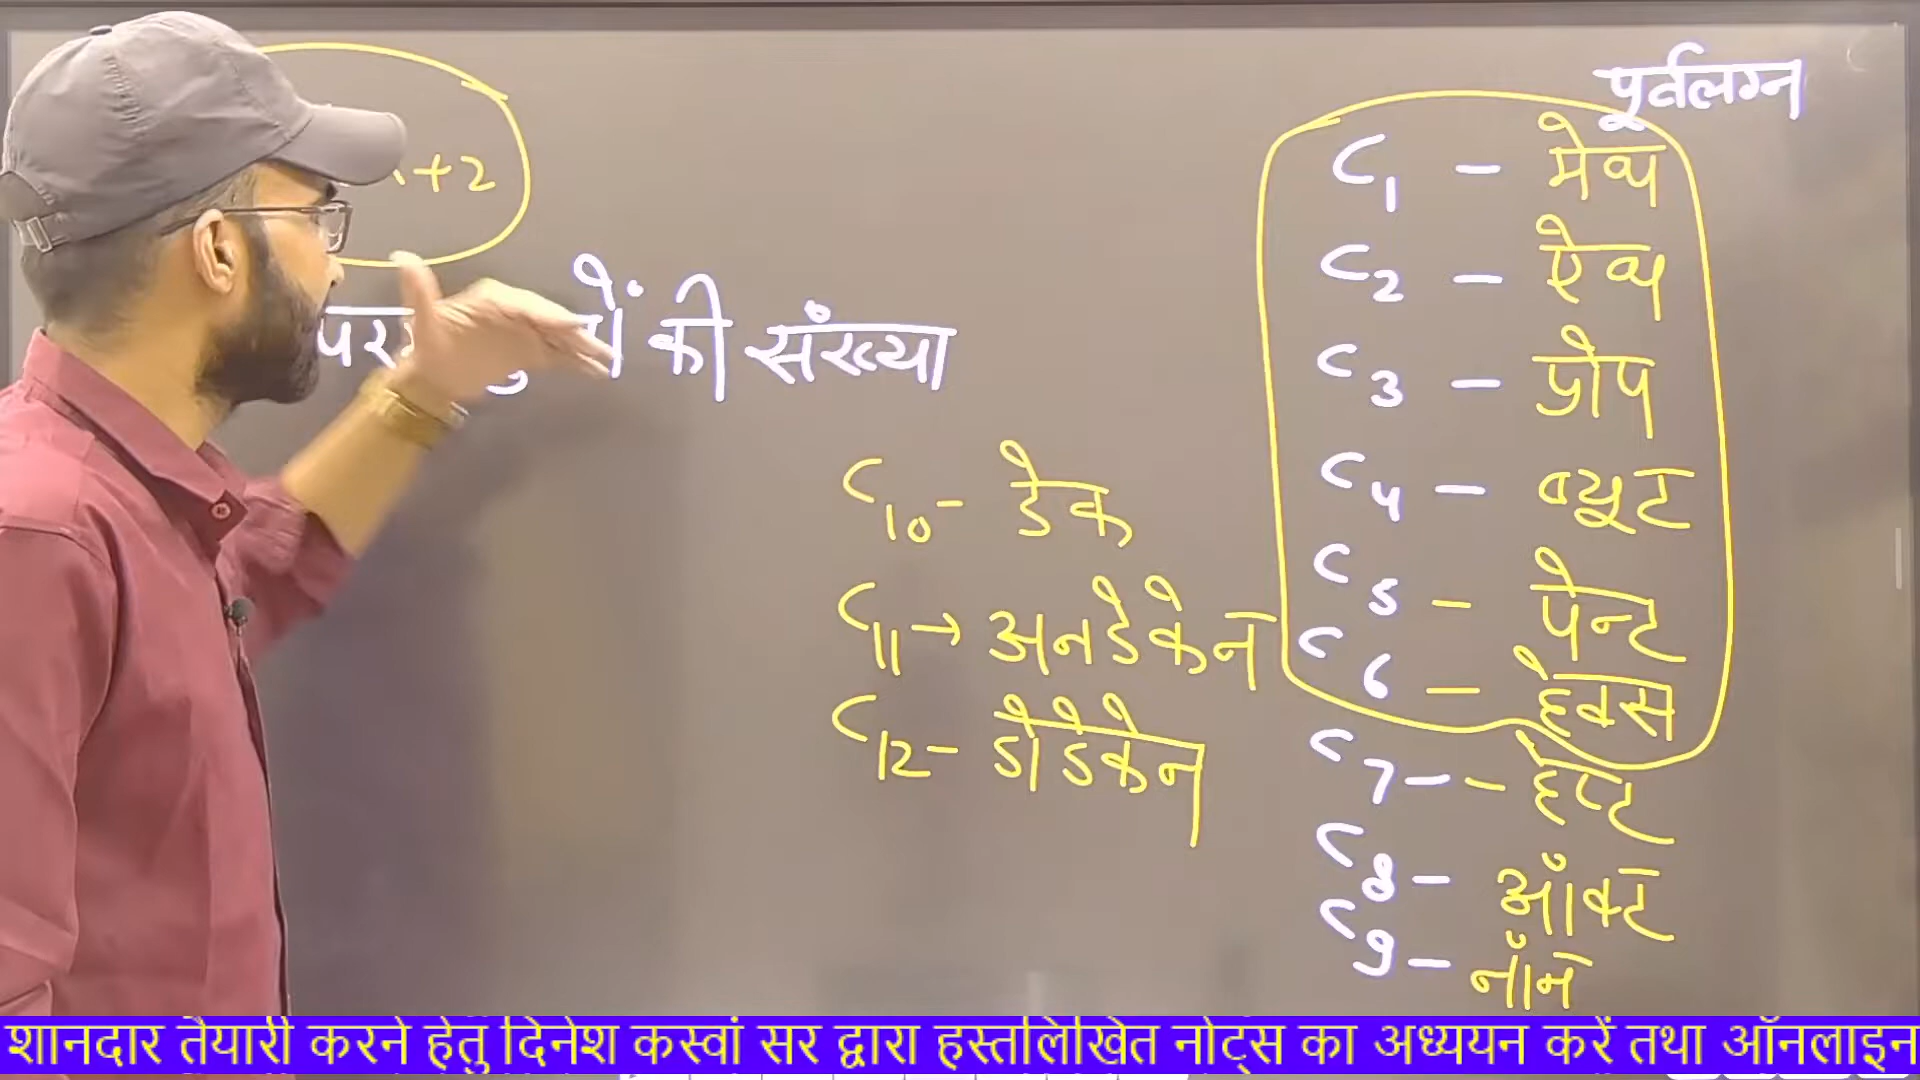 +2
की संख्या
पूर्वलग्न
C₁ - मेथ
C₂ - ऐथ
C₃ - प्रोप
C₄ - ब्यूट
C₅ - पेन्ट
C₆ - हैक्स
C₇ - - हेप्ट
C₈ - ऑक्ट
C₉ - नॉन
C₁₀ - डेक
C₁₁ → अनडेकेन
C₁₂ - डोडेकेन
शानदार तैयारी करने हेतु दिनेश कस्वां सर द्वारा हस्तलिखित नोट्स का अध्ययन करें तथा ऑनलाइन